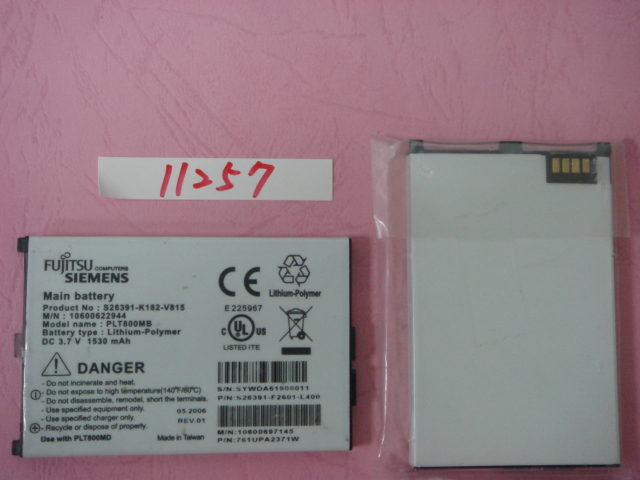 11257
FUJITSU COMPUTERS
SIEMENS
Main battery
Product No : S26391-K182-V815
M/N : 10600622944
Model name : PLT800MB
Battery type : Lithium-Polymer
DC 3.7 V 1530 mAh
CE
Lithium-Polymer
E 225967
c UL us
LISTED ITE
DANGER
- Do not incinerate and heat.
- Do not expose to high temperature(140°F/60°C)
- Do not disassemble, remodel, short the terminals.
- Use specified equipment only.
- Use specified charger only.
- Recycle or dispose of properly.
Use with PLT800MD
05.2006
REV.01
Made in Taiwan
S/N : SYWDA61900011
P/N : S26391-F2601-L400
M/N : 10600697145
P/N : 761UPA2371W